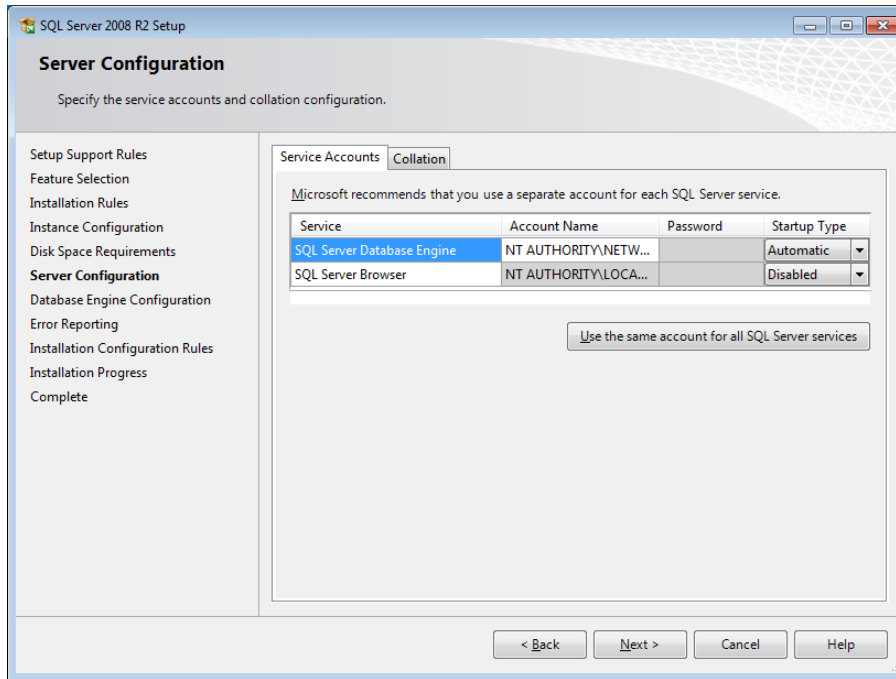 SQL Server 2008 R2 Setup
Server Configuration
Specify the service accounts and collation configuration.
Setup Support Rules
Feature Selection
Installation Rules
Instance Configuration
Disk Space Requirements
Server Configuration
Database Engine Configuration
Error Reporting
Installation Configuration Rules
Installation Progress
Complete
Service Accounts Collation
Microsoft recommends that you use a separate account for each SQL Server service.
Service Account Name Password Startup Type
SQL Server Database Engine NT AUTHORITY\NETW... Automatic
SQL Server Browser NT AUTHORITY\LOCA... Disabled
Use the same account for all SQL Server services
< Back Next > Cancel Help